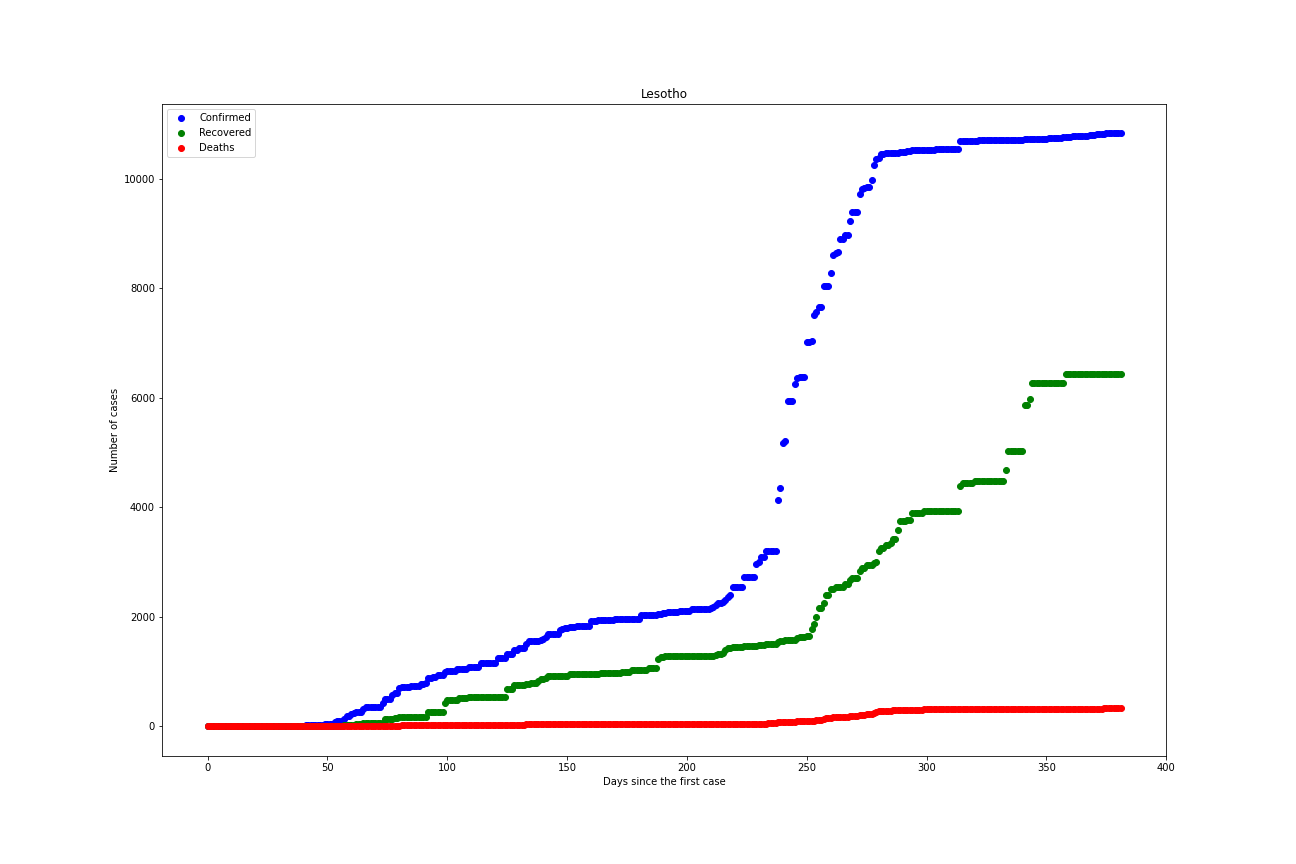 Lesotho
Confirmed
Recovered
Deaths
10000
8000
6000
4000
2000
0
Number of cases
0 50 100 150 200 250 300 350 400
Days since the first case